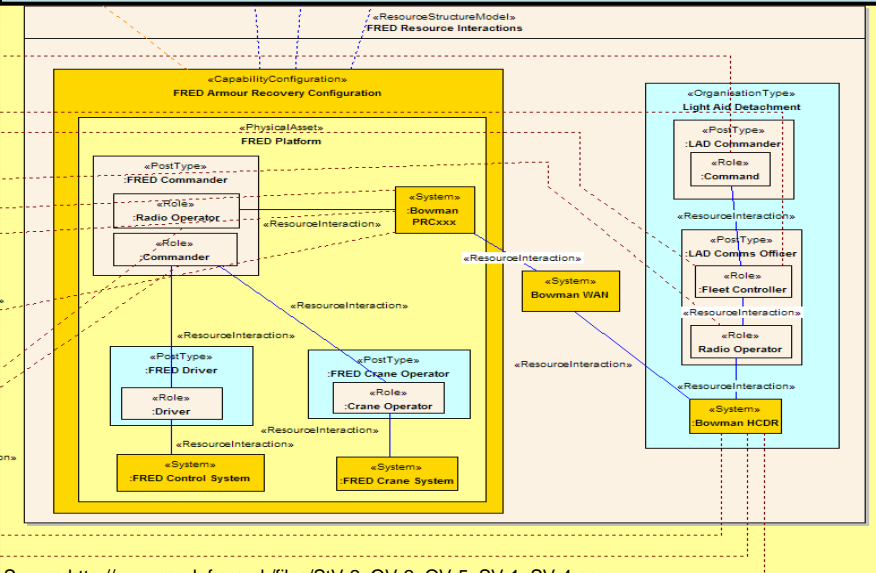 «ResourceStructureModel»
FRED Resource Interactions
«CapabilityConfiguration»
FRED Armour Recovery Configuration
«PhysicalAsset»
FRED Platform
«PostType»
:FRED Commander
«Role»
:Radio Operator
«Role»
:Commander
«System»
:Bowman
PRCxxx
«ResourceInteraction»
«ResourceInteraction»
«ResourceInteraction»
«PostType»
:FRED Driver
«Role»
:Driver
«PostType»
:FRED Crane Operator
«Role»
:Crane Operator
«ResourceInteraction»
«ResourceInteraction»
«System»
:FRED Control System
«System»
:FRED Crane System
«ResourceInteraction»
«System»
Bowman WAN
«ResourceInteraction»
«OrganisationType»
Light Aid Detachment
«PostType»
:LAD Commander
«Role»
:Command
«ResourceInteraction»
«PostType»
:LAD Comms Officer
«Role»
:Fleet Controller
«ResourceInteraction»
«Role»
Radio Operator
«ResourceInteraction»
«System»
:Bowman HCDR